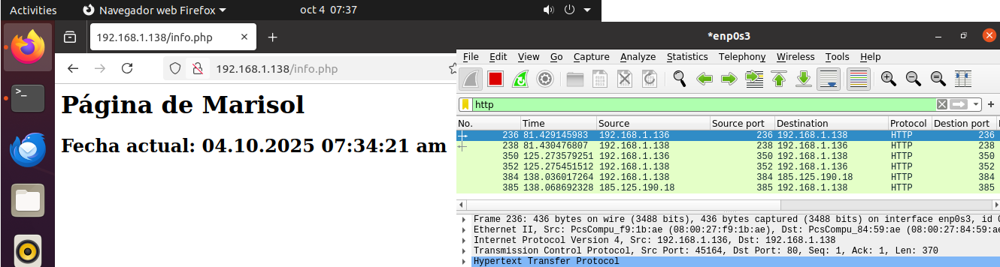 Activities Navegador web Firefox oct 4 07:37
192.168.1.138/info.php
192.168.1.138/info.php
Página de Marisol
Fecha actual: 04.10.2025 07:34:21 am
*enp0s3
File Edit View Go Capture Analyze Statistics Telephony Wireless Tools Help
http
No. Time Source Source port Destination Protocol Destion port
236 81.429145983 192.168.1.136 236 192.168.1.138 HTTP 236
238 81.430476807 192.168.1.138 238 192.168.1.136 HTTP 238
350 125.273579251 192.168.1.136 350 192.168.1.138 HTTP 350
352 125.275451512 192.168.1.138 352 192.168.1.136 HTTP 352
384 138.036017264 192.168.1.138 384 185.125.190.18 HTTP 384
385 138.068692328 185.125.190.18 385 192.168.1.138 HTTP 385
Frame 236: 436 bytes on wire (3488 bits), 436 bytes captured (3488 bits) on interface enp0s3, id
Ethernet II, Src: PcsCompu_f9:1b:ae (08:00:27:f9:1b:ae), Dst: PcsCompu_84:59:ae (08:00:27:84:59:ae
Internet Protocol Version 4, Src: 192.168.1.136, Dst: 192.168.1.138
Transmission Control Protocol, Src Port: 45164, Dst Port: 80, Seq: 1, Ack: 1, Len: 370
Hypertext Transfer Protocol